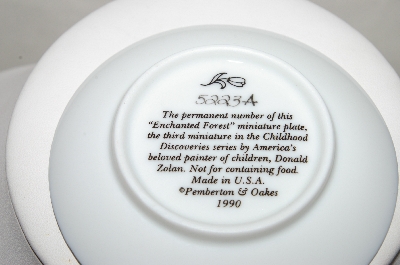 5223-A
The permanent number of this
"Enchanted Forest" miniature plate,
the third miniature in the Childhood
Discoveries series by America's
beloved painter of children, Donald
Zolan. Not for containing food.
Made in U.S.A.
©Pemberton & Oakes
1990